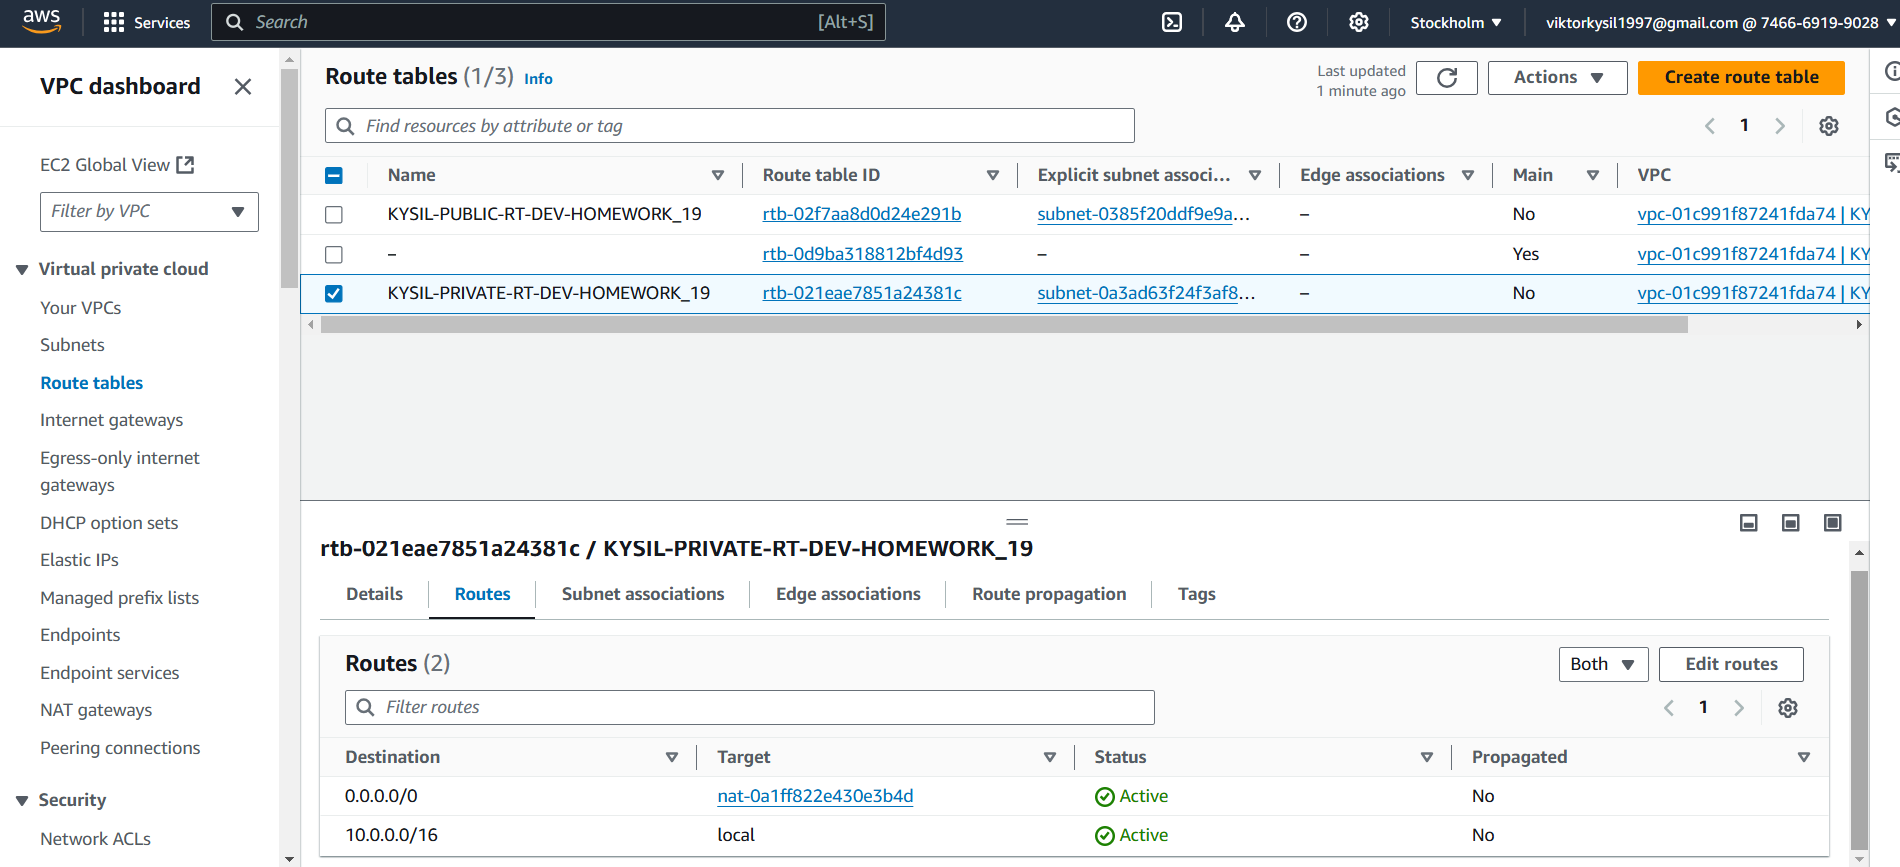 aws
Services
Search
[Alt+S]
Stockholm
viktorkysil1997@gmail.com @ 7466-6919-9028
VPC dashboard
EC2 Global View
Filter by VPC
Virtual private cloud
Your VPCs
Subnets
Route tables
Internet gateways
Egress-only internet
gateways
DHCP option sets
Elastic IPs
Managed prefix lists
Endpoints
Endpoint services
NAT gateways
Peering connections
Security
Network ACLs
Route tables (1/3) Info
Last updated
1 minute ago
Actions
Create route table
Find resources by attribute or tag
1
Name Route table ID Explicit subnet associ... Edge associations Main VPC
KYSIL-PUBLIC-RT-DEV-HOMEWORK_19 rtb-02f7aa8d0d24e291b subnet-0385f20ddf9e9a... – No vpc-01c991f87241fda74 | KY
– rtb-0d9ba318812bf4d93 – – Yes vpc-01c991f87241fda74 | KY
KYSIL-PRIVATE-RT-DEV-HOMEWORK_19 rtb-021eae7851a24381c subnet-0a3ad63f24f3af8... – No vpc-01c991f87241fda74 | KY
rtb-021eae7851a24381c / KYSIL-PRIVATE-RT-DEV-HOMEWORK_19
Details Routes Subnet associations Edge associations Route propagation Tags
Routes (2)
Both
Edit routes
Filter routes
1
Destination Target Status Propagated
0.0.0.0/0 nat-0a1ff822e430e3b4d Active No
10.0.0.0/16 local Active No